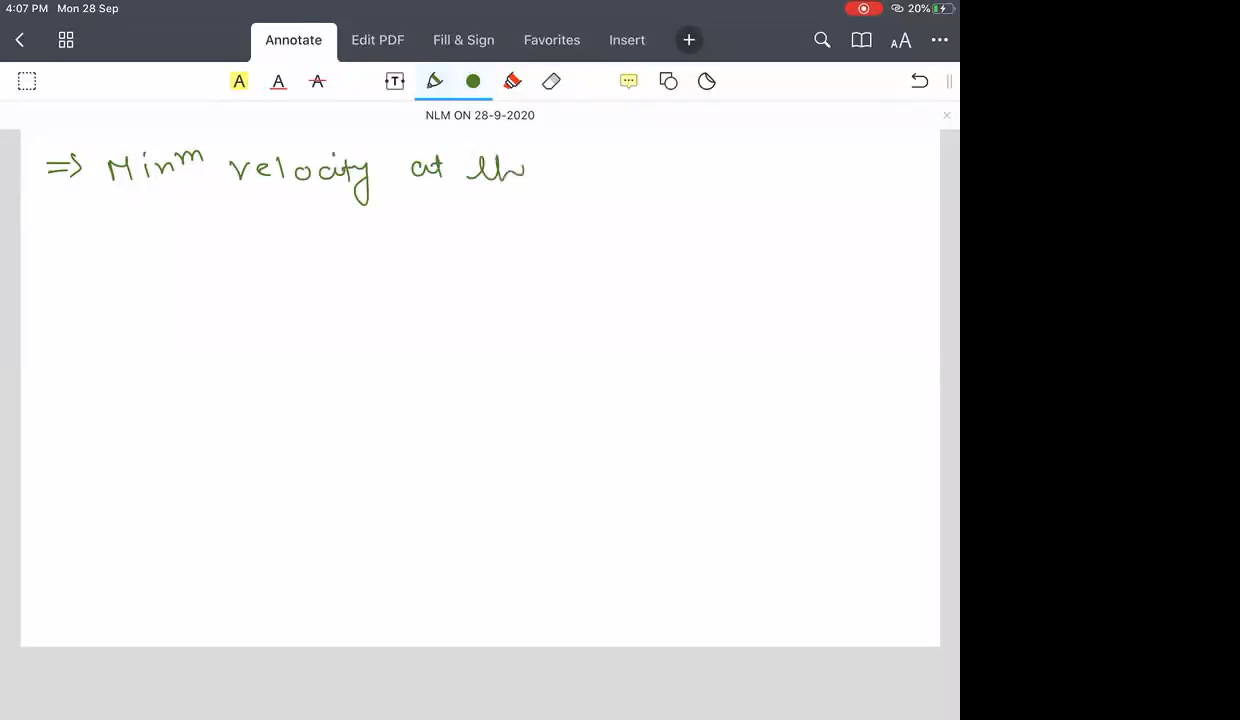 4:07 PM Mon 28 Sep 20%
Annotate Edit PDF Fill & Sign Favorites Insert
NLM ON 28-9-2020
=> Minᵐ velocity at th